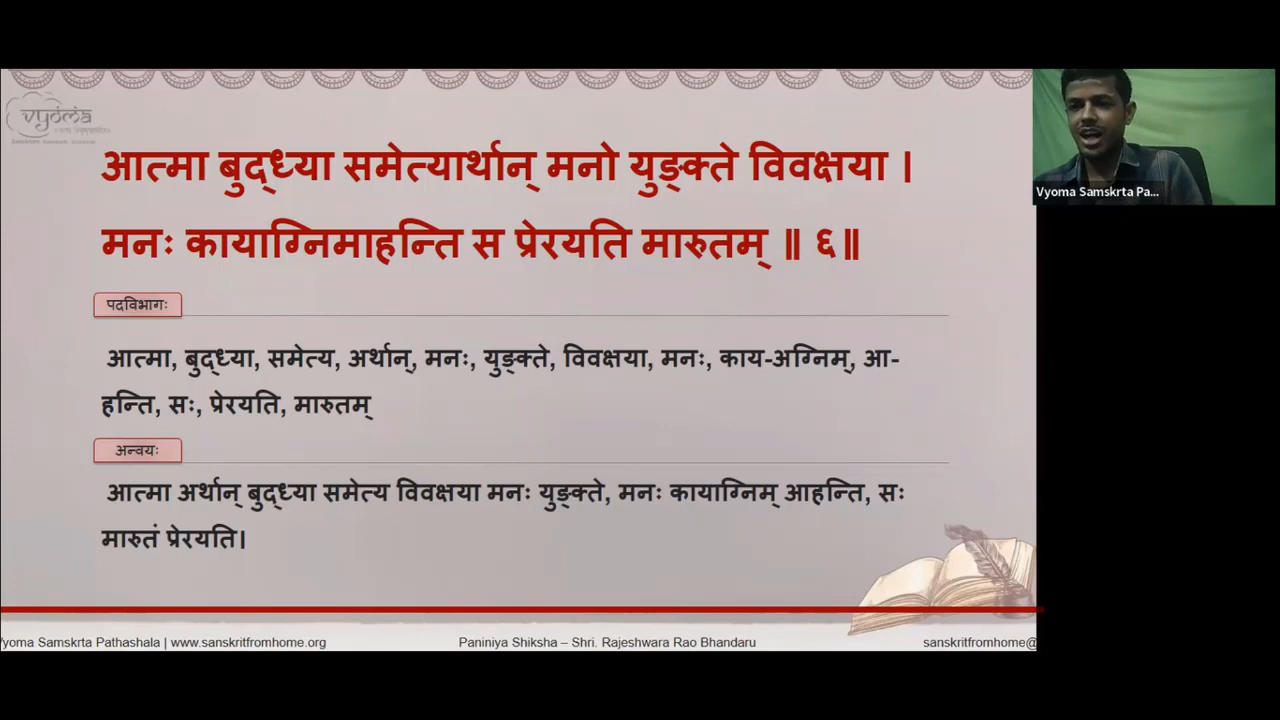 vyoma
Vyoma Samskrta Pa...
आत्मा बुद्ध्या समेत्यार्थान् मनो युङ्क्ते विवक्षया ।
मनः कायाग्निमाहन्ति स प्रेरयति मारुतम् ॥ ६॥
पदविभागः
आत्मा, बुद्ध्या, समेत्य, अर्थान्, मनः, युङ्क्ते, विवक्षया, मनः, काय-अग्निम्, आ-
हन्ति, सः, प्रेरयति, मारुतम्
अन्वयः
आत्मा अर्थान् बुद्ध्या समेत्य विवक्षया मनः युङ्क्ते, मनः कायाग्निम् आहन्ति, सः
मारुतं प्रेरयति।
yoma Samskrta Pathashala | www.sanskritfromhome.org
Paniniya Shiksha – Shri. Rajeshwara Rao Bhandaru
sanskritfromhome@